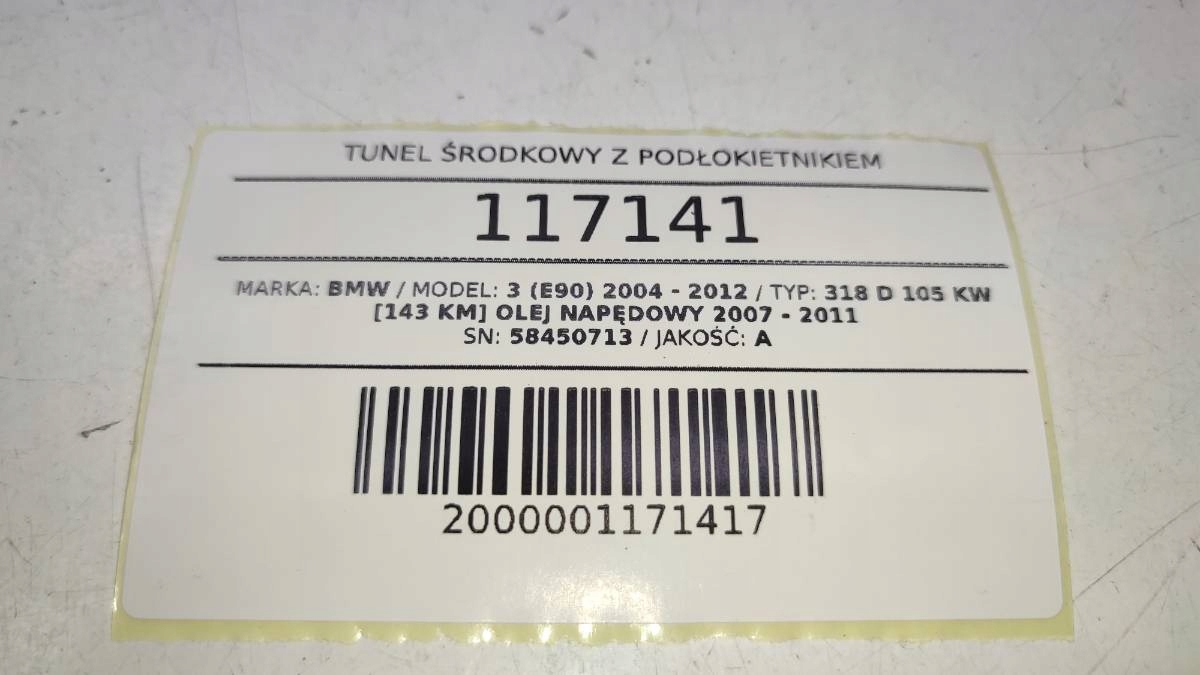 TUNEL ŚRODKOWY Z PODŁOKIETNIKIEM
117141
MARKA: BMW / MODEL: 3 (E90) 2004 - 2012 / TYP: 318 D 105 KW
[143 KM] OLEJ NAPĘDOWY 2007 - 2011
SN: 58450713 / JAKOŚĆ: A
2000001171417